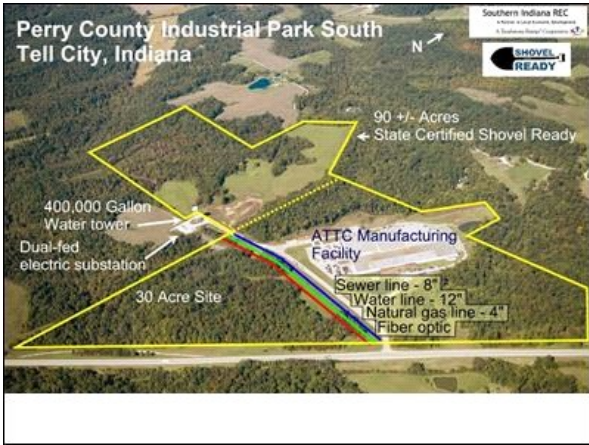 Perry County Industrial Park South
Tell City, Indiana
N
Southern Indiana REC
SHOVEL
READY
90 +/- Acres
State Certified Shovel Ready
400,000 Gallon
Water tower
Dual-fed
electric substation
ATTC Manufacturing
Facility
30 Acre Site
Sewer line - 8"
Water line - 12"
Natural gas line - 4"
Fiber optic